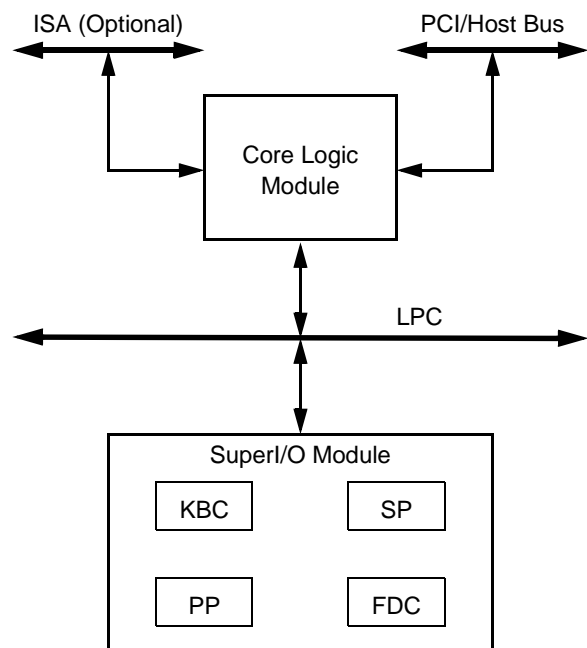 ISA (Optional)
PCI/Host Bus
Core Logic
Module
LPC
SuperI/O Module
KBC
SP
PP
FDC